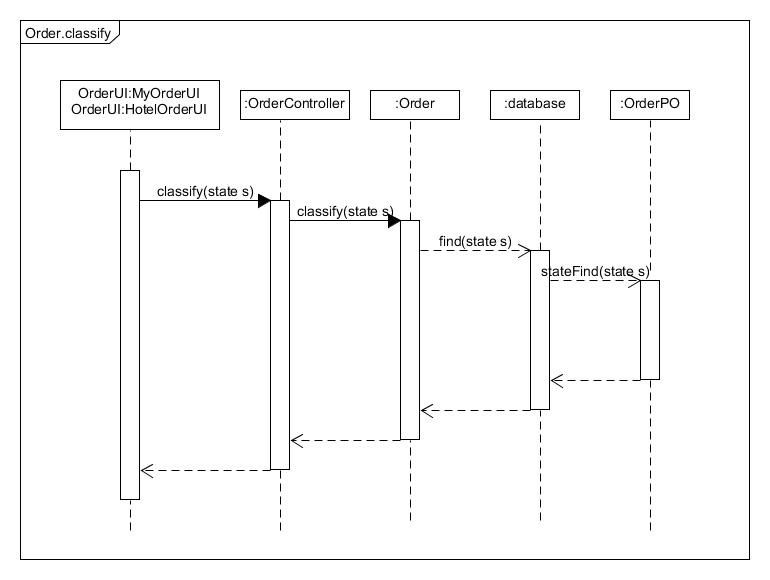 Order.classify
OrderUI:MyOrderUI
OrderUI:HotelOrderUI
:OrderController
:Order
:database
:OrderPO
classify(state s)
classify(state s)
find(state s)
stateFind(state s)